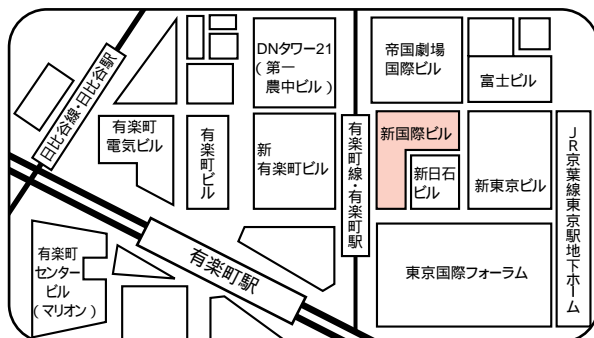 DNタワー21
(第一
農中ビル)
帝国劇場
国際ビル
富士ビル
日比谷線・日比谷駅
有楽町
電気ビル
有楽町ビル
新
有楽町ビル
有楽町線・有楽町駅
新国際ビル
新日石
ビル
新東京ビル
JR京葉線東京駅地下ホーム
有楽町
センター
ビル
(マリオン)
有楽町駅
東京国際フォーラム